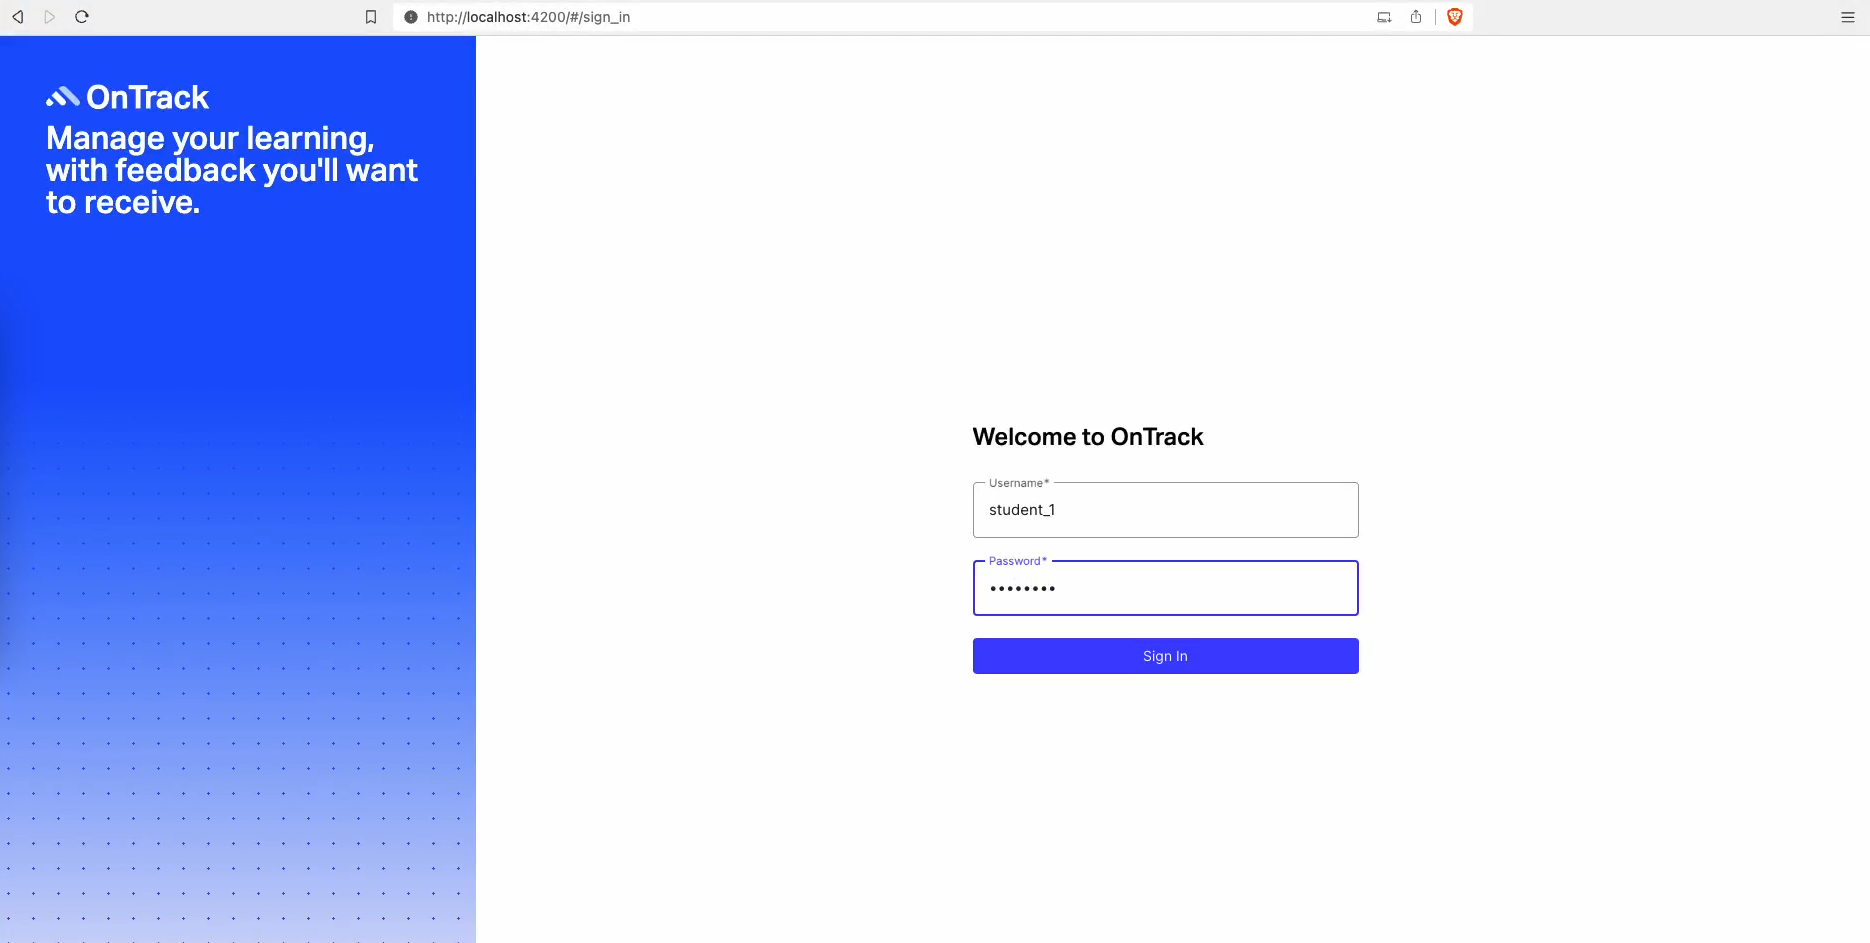 http://localhost:4200/#/sign_in
OnTrack
Manage your learning,
with feedback you'll want
to receive.
Welcome to OnTrack
Username*
student_1
Password*
••••••••
Sign In